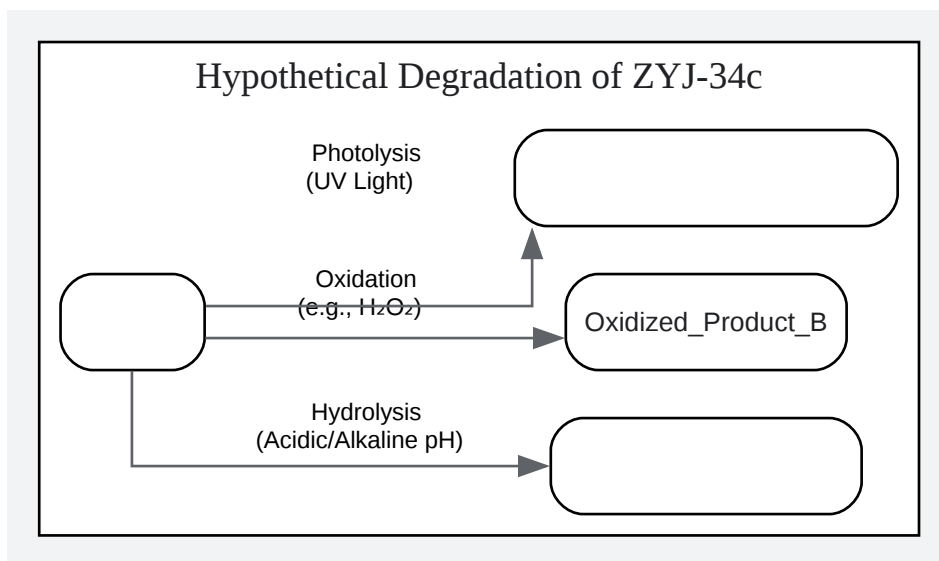 Hypothetical Degradation of ZYJ-34c
Photolysis
(UV Light)
Oxidation
(e.g., H₂O₂)
Oxidized_Product_B
Hydrolysis
(Acidic/Alkaline pH)